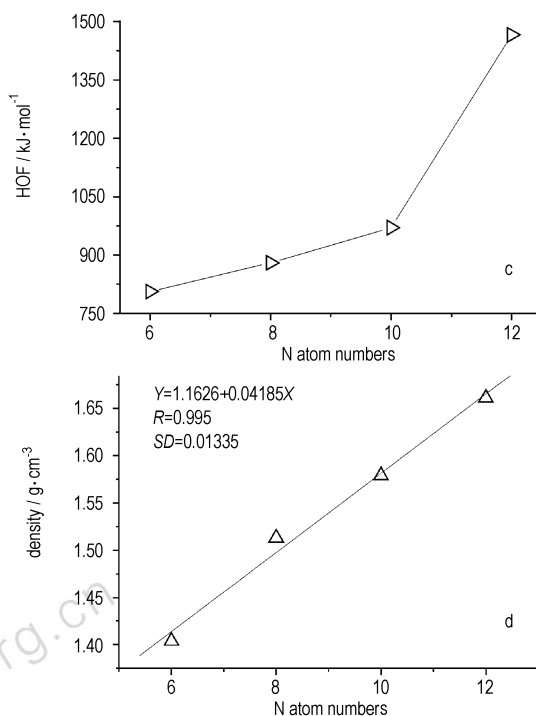 1500
1350
1200
1050
900
750
HOF / kJ·mol⁻¹
c
6 8 10 12
N atom numbers
Y=1.1626+0.04185X
R=0.995
SD=0.01335
1.65
1.60
1.55
1.50
1.45
1.40
density / g·cm⁻³
d
6 8 10 12
N atom numbers
rg.cn